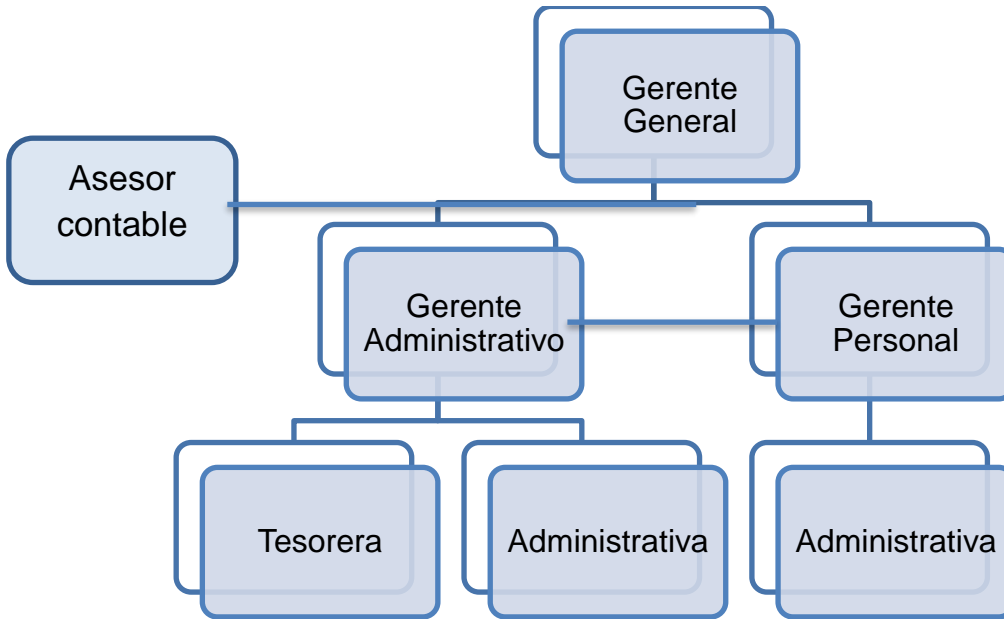 Gerente
General
Asesor
contable
Gerente
Administrativo
Gerente
Personal
Tesorera
Administrativa
Administrativa